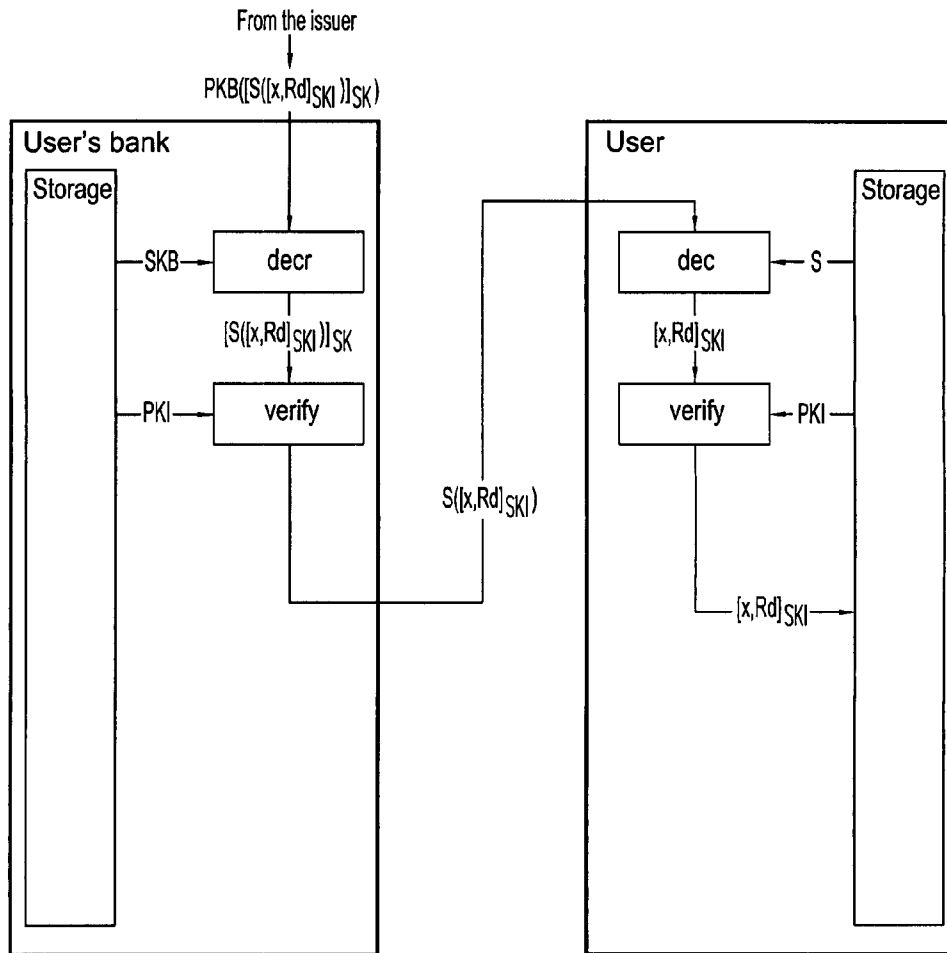 From the issuer
PKB([S([x,Rd]SKI)]SK)
User's bank
Storage
SKB
decr
[S([x,Rd]SKI)]SK
PKI
verify
S([x,Rd]SKI)
User
Storage
dec
S
[x,Rd]SKI
verify
PKI
[x,Rd]SKI